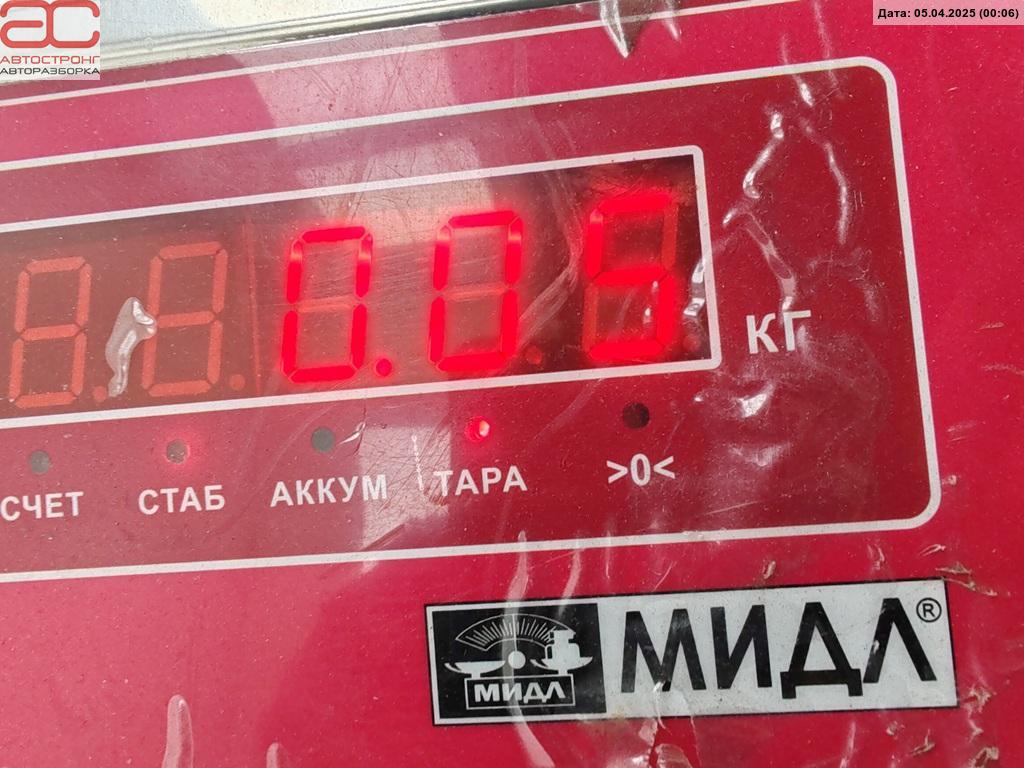 Дата: 05.04.2025 (00:06)
АС
АВТОСТРОНГ
АВТОРАЗБОРКА
0.05
КГ
СЧЕТ СТАБ АККУМ ТАРА >0<
МИДЛ МИДЛ®